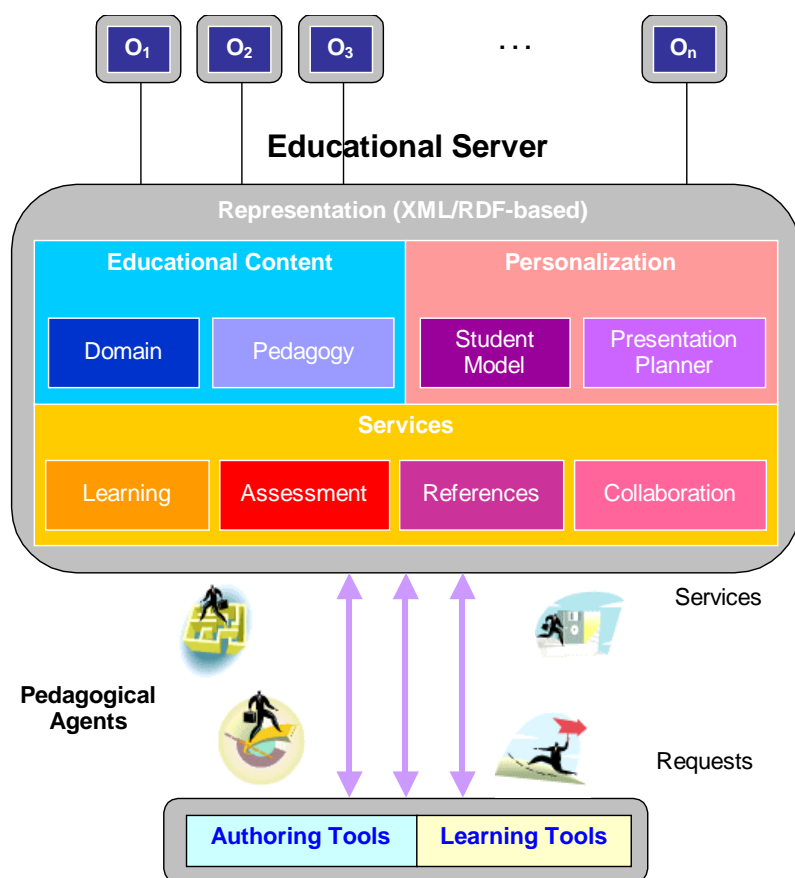 O1 O2 O3 ... On
Educational Server
Representation (XML/RDF-based)
Educational Content
Personalization
Domain
Pedagogy
Student
Model
Presentation
Planner
Services
Learning
Assessment
References
Collaboration
Services
Pedagogical
Agents
Requests
Authoring Tools
Learning Tools